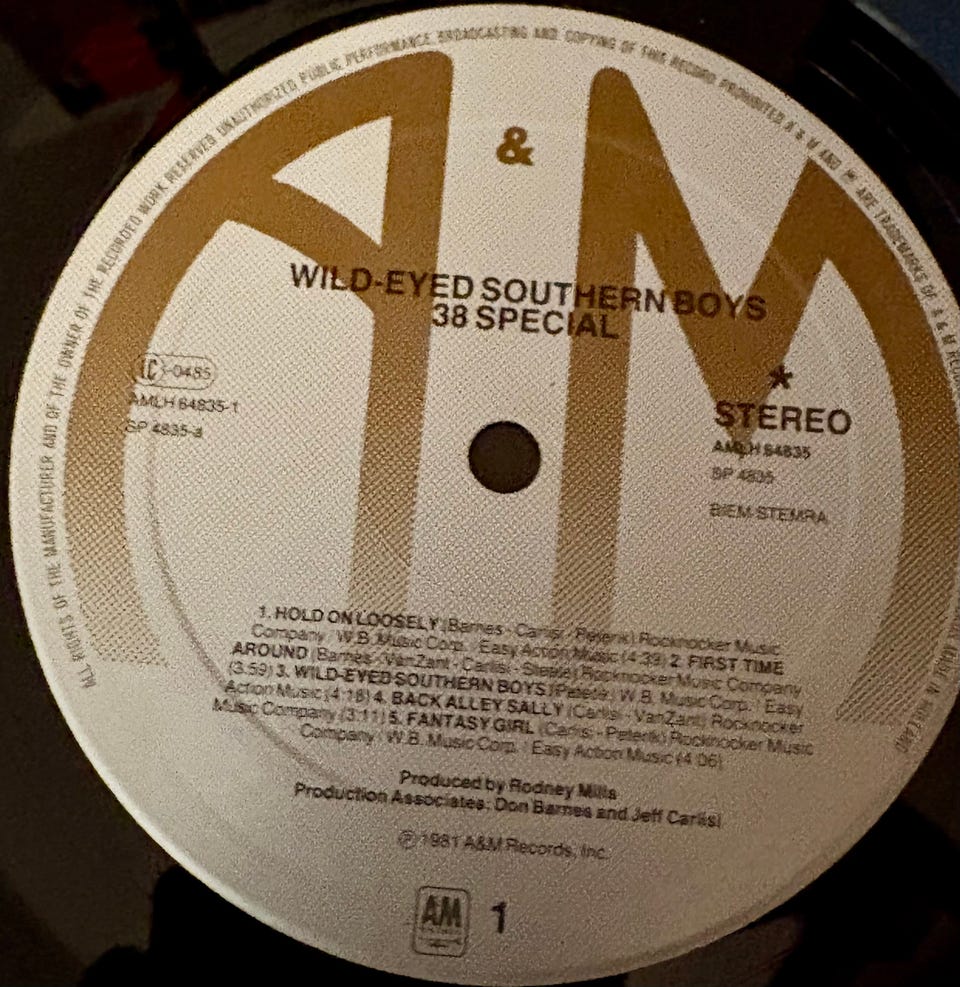 ALL RIGHTS OF THE MANUFACTURER AND OF THE OWNER OF THE RECORDED WORK RESERVED UNAUTHORIZED PUBLIC PERFORMANCE BROADCASTING AND COPYING OF THIS RECORD PROHIBITED A & M AND ARE TRADEMARKS OF A & M
A & M
WILD-EYED SOUTHERN BOYS
38 SPECIAL
LC -0485
AMLH 64835-1
SP 4835-a
*
STEREO
AMLH 64835
SP 4835
BIEM-STEMRA
1. HOLD ON LOOSELY (Barnes - Carlisi - Peterik) Rocknocker Music
Company / W.B. Music Corp. / Easy Action Music (4:39) 2. FIRST TIME
AROUND (Barnes - VanZant - Carlisi - Steele) Rocknocker Music Company
(3:59) 3. WILD-EYED SOUTHERN BOYS (Peterik) W.B. Music Corp. / Easy
Action Music (4:18) 4. BACK ALLEY SALLY (Carlisi - VanZant) Rocknocker
Music Company (3:11) 5. FANTASY GIRL (Carlisi - Peterik) Rocknocker Music
Company / W.B. Music Corp. / Easy Action Music (4:06)
Produced by Rodney Mills
Production Associates: Don Barnes and Jeff Carlisi
℗ 1981 A&M Records, Inc.
AM
1